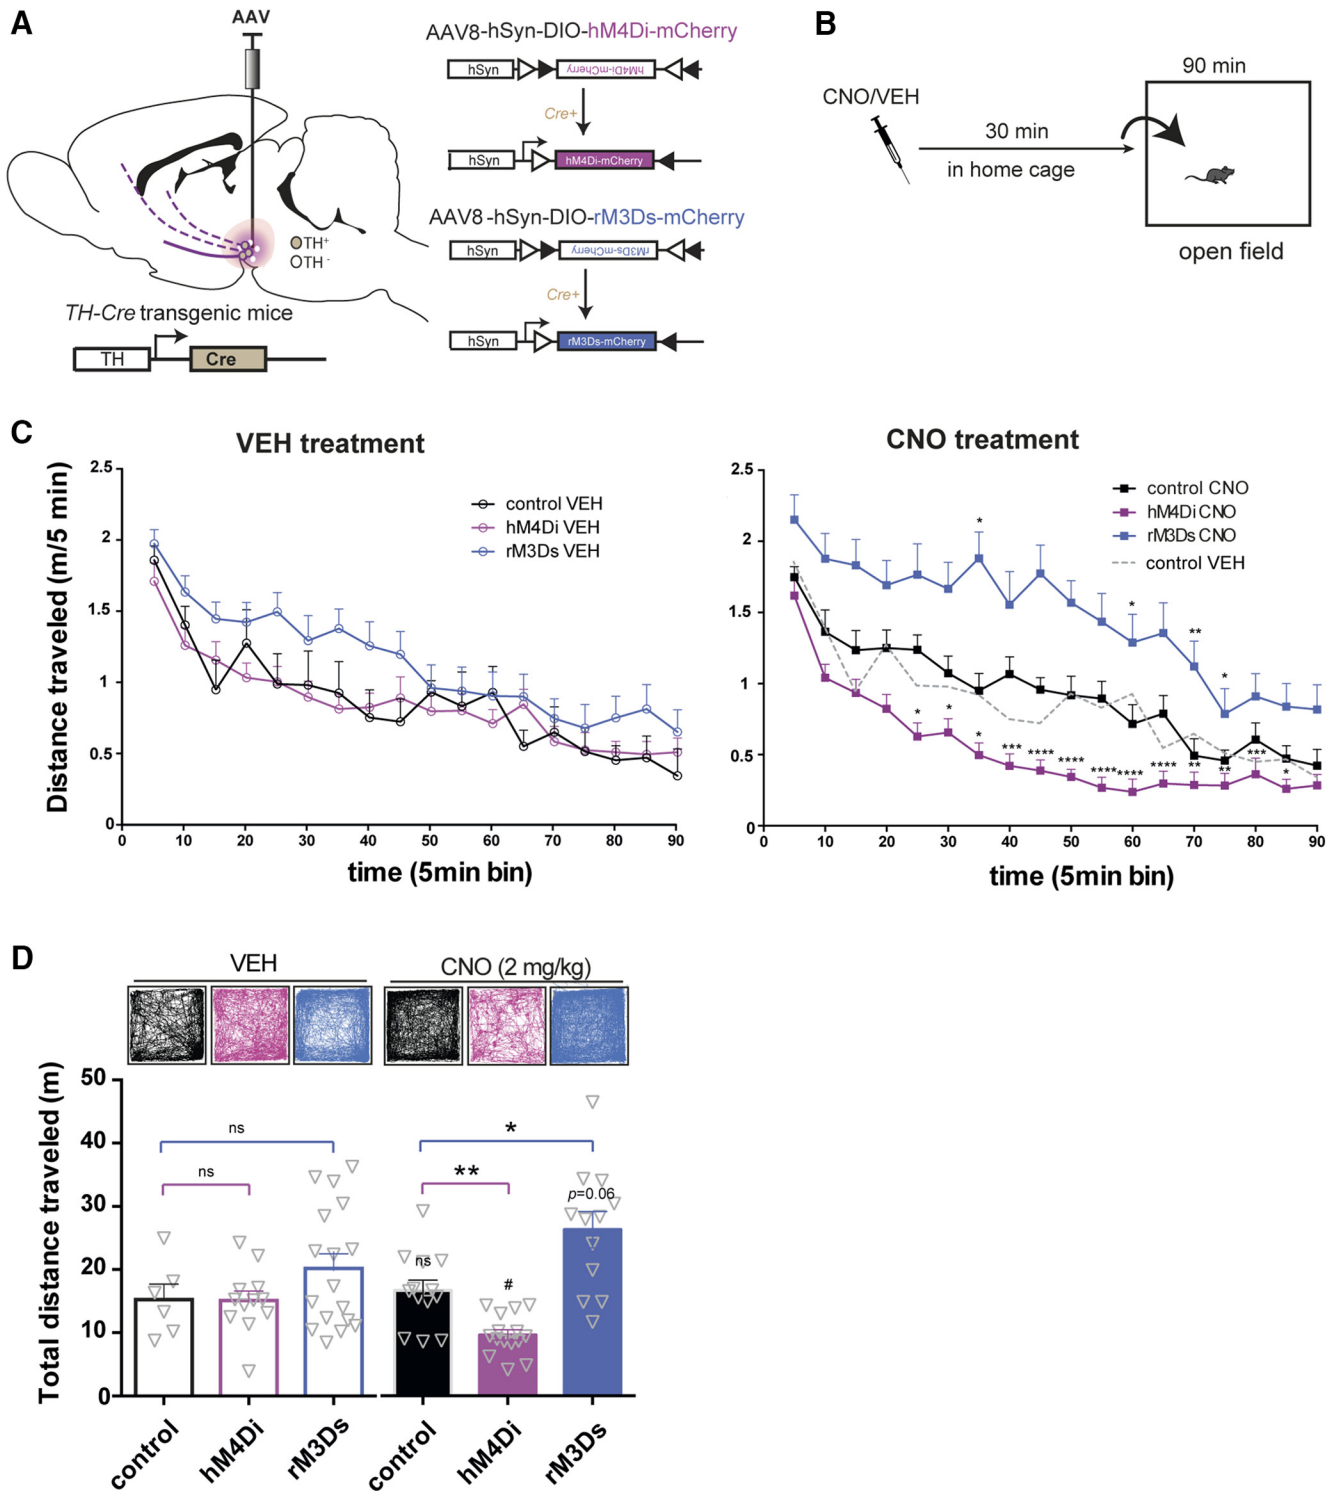 A
AAV
TH+
TH -
TH-Cre transgenic mice
TH
Cre
AAV8-hSyn-DIO-hM4Di-mCherry
hSyn
hM4Di-mCherry
Cre+
hSyn
hM4Di-mCherry
AAV8-hSyn-DIO-rM3Ds-mCherry
hSyn
rM3Ds-mCherry
Cre+
hSyn
rM3Ds-mCherry
B
CNO/VEH
30 min
in home cage
90 min
open field
C
VEH treatment
Distance traveled (m/5 min)
2.5
2
1.5
1
0.5
0
0 10 20 30 40 50 60 70 80 90
time (5min bin)
control VEH
hM4Di VEH
rM3Ds VEH
CNO treatment
2.5
2
1.5
1
0.5
0
0 10 20 30 40 50 60 70 80 90
time (5min bin)
control CNO
hM4Di CNO
rM3Ds CNO
control VEH
* * ** *
* * * *** **** **** **** **** **** ** ** *** *
D
VEH
CNO (2 mg/kg)
Total distance traveled (m)
50
40
30
20
10
0
ns
ns
*
**
ns
#
p=0.06
control
hM4Di
rM3Ds
control
hM4Di
rM3Ds